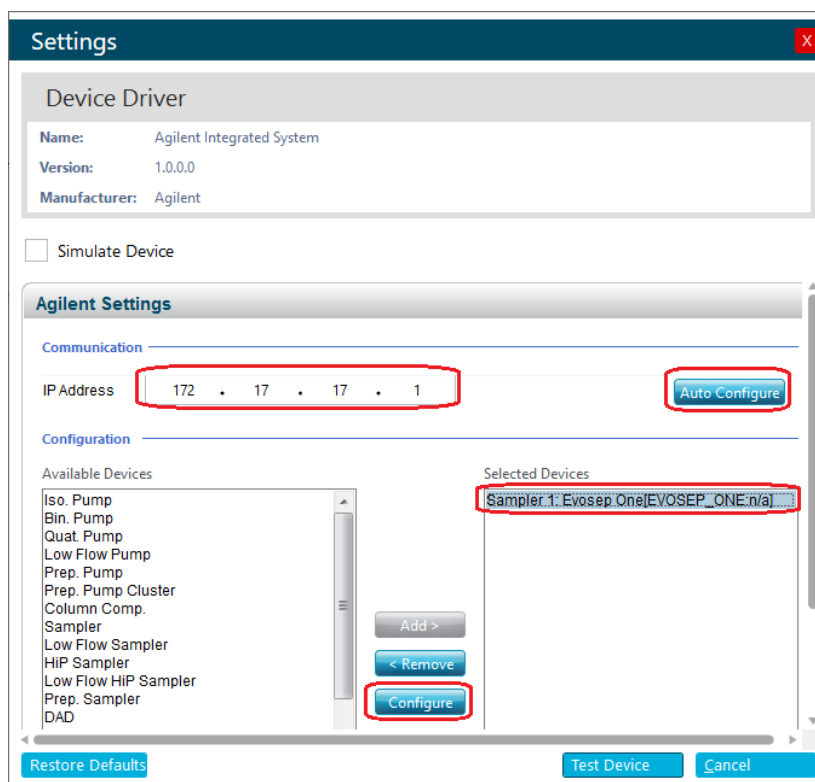 Settings
X
Device Driver
Name: Agilent Integrated System
Version: 1.0.0.0
Manufacturer: Agilent
Simulate Device
Agilent Settings
Communication
IP Address 172 . 17 . 17 . 1 Auto Configure
Configuration
Available Devices
Iso. Pump
Bin. Pump
Quat. Pump
Low Flow Pump
Prep. Pump
Prep. Pump Cluster
Column Comp.
Sampler
Low Flow Sampler
HiP Sampler
Low Flow HiP Sampler
Prep. Sampler
DAD
Add >
< Remove
Configure
Selected Devices
Sampler 1: Evosep One[EVOSEP_ONE:n/a]
Restore Defaults Test Device Cancel